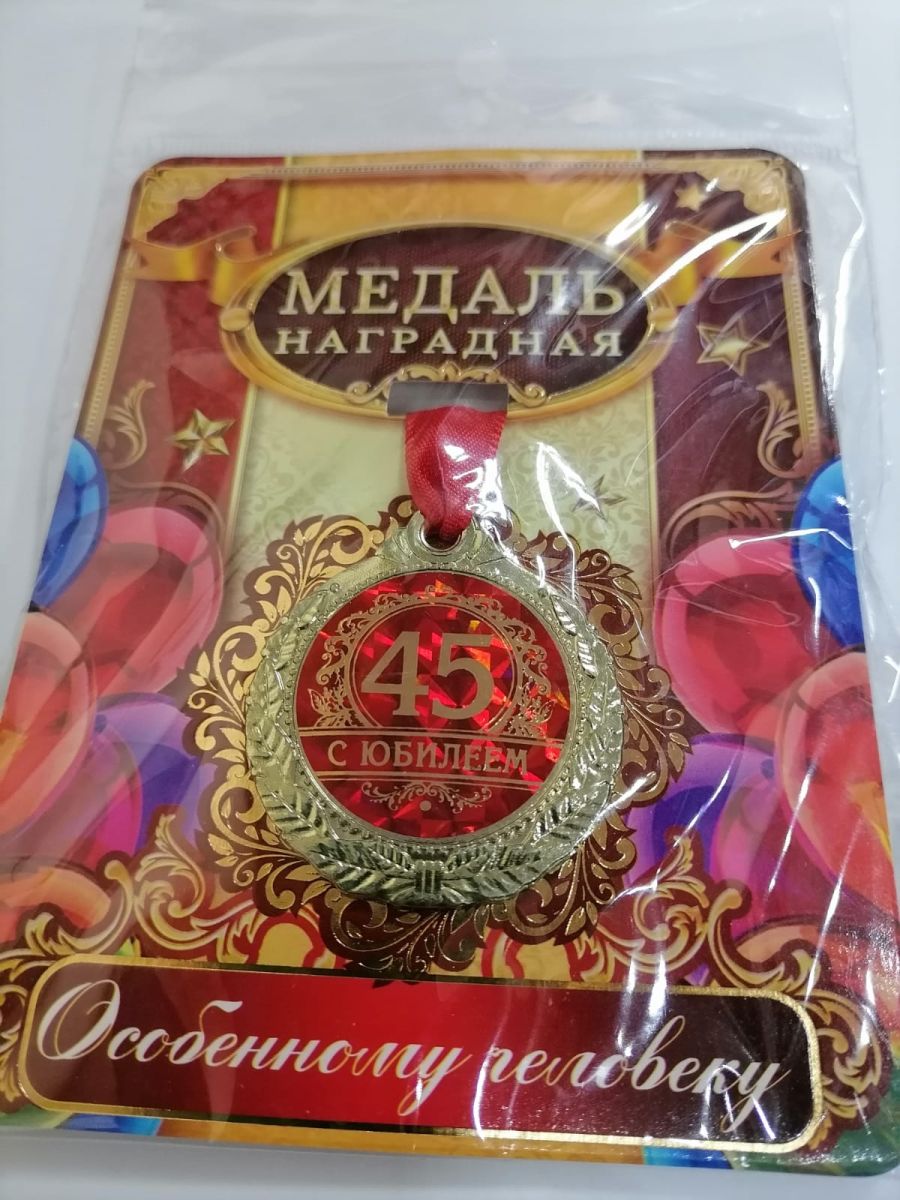 МЕДАЛЬ
НАГРАДНАЯ
45
С ЮБИЛЕЕМ
Особенному человеку